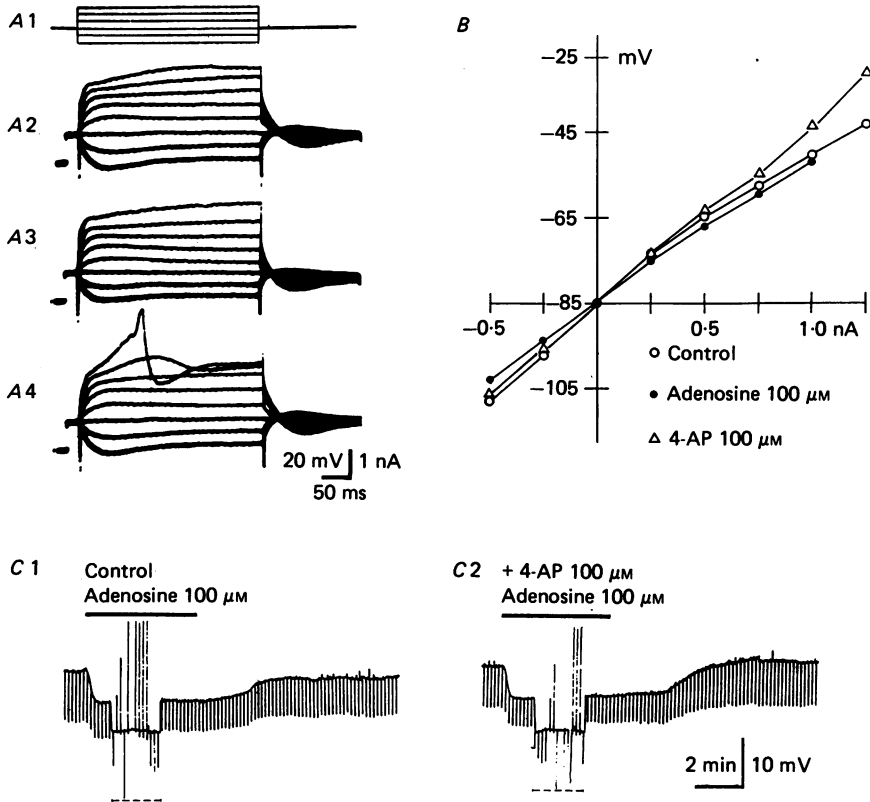 A1
A2
A3
A4
20 mV 1 nA
50 ms
B
mV
−25
−45
−65
−85
−105
−0·5
0·5
1·0 nA
Control
Adenosine 100 μM
4-AP 100 μM
C1
Control
Adenosine 100 μM
C2
+ 4-AP 100 μM
Adenosine 100 μM
2 min 10 mV